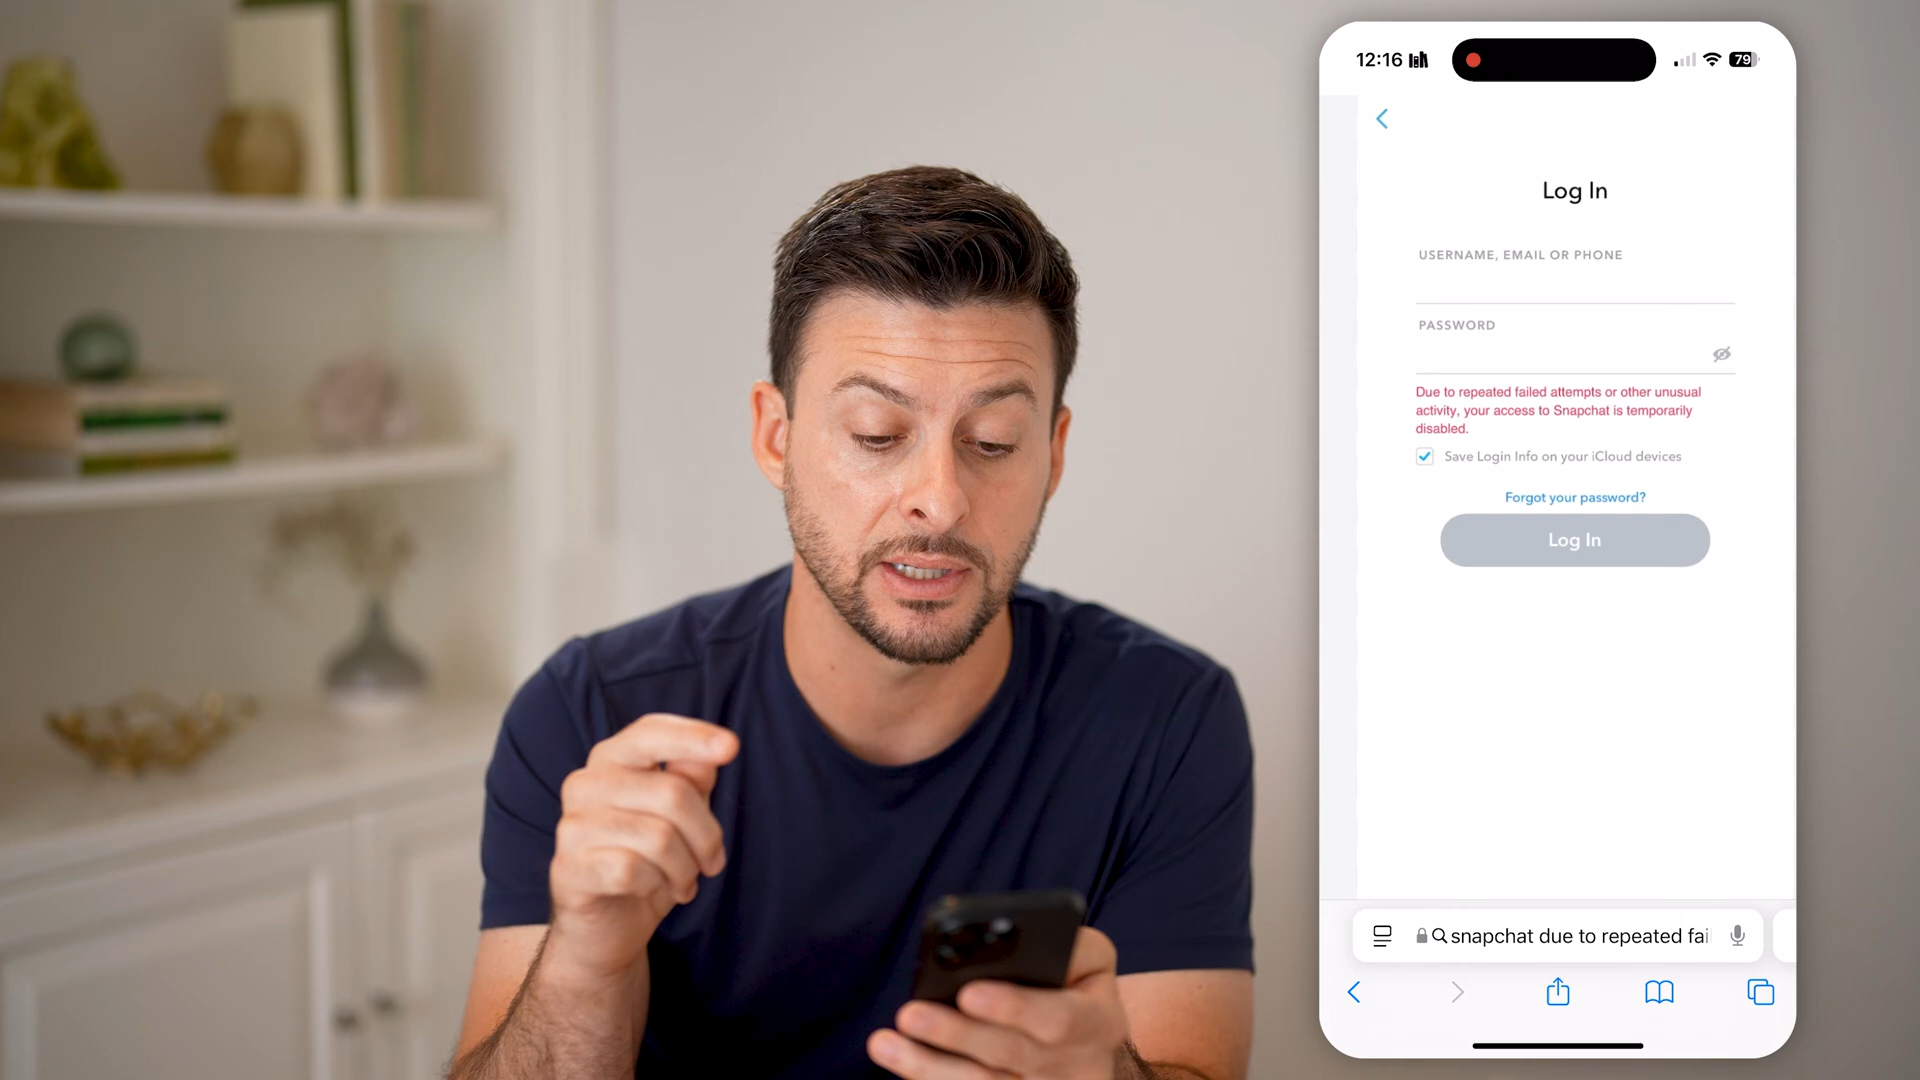 12:16
79
Log In
USERNAME, EMAIL OR PHONE
PASSWORD
Due to repeated failed attempts or other unusual
activity, your access to Snapchat is temporarily
disabled.
Save Login Info on your iCloud devices
Forgot your password?
Log In
snapchat due to repeated fai